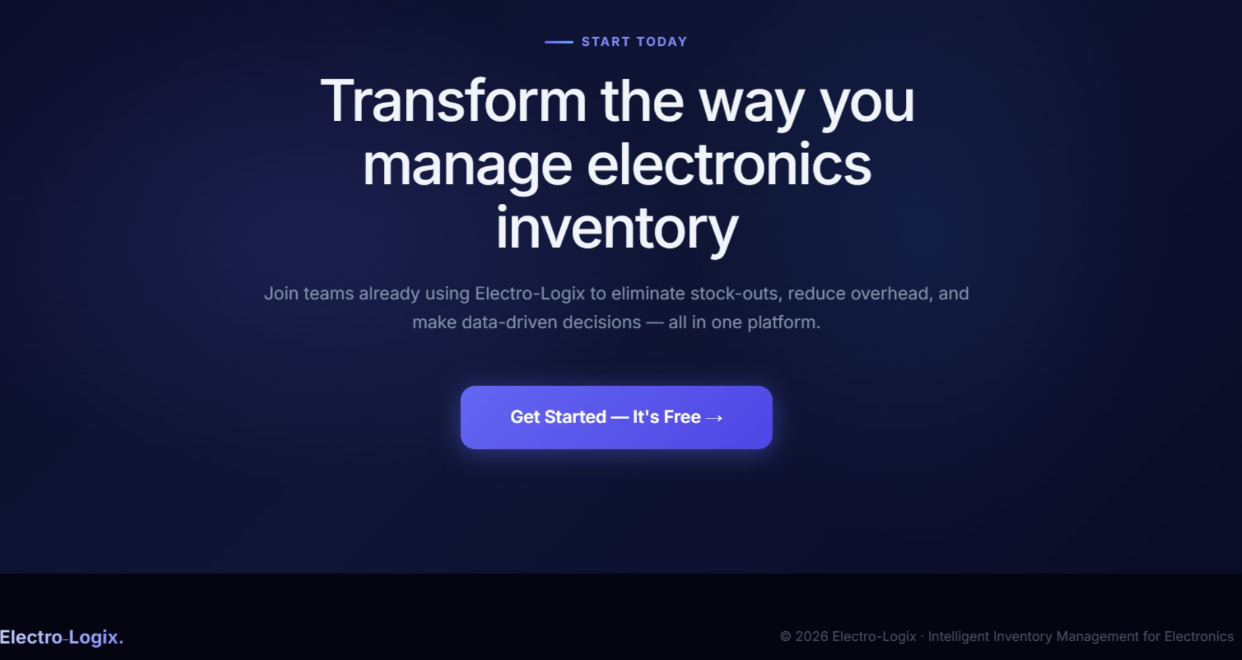 START TODAY
Transform the way you
manage electronics
inventory
Join teams already using Electro-Logix to eliminate stock-outs, reduce overhead, and
make data-driven decisions — all in one platform.
Get Started — It's Free →
Electro-Logix.
© 2026 Electro-Logix · Intelligent Inventory Management for Electronics